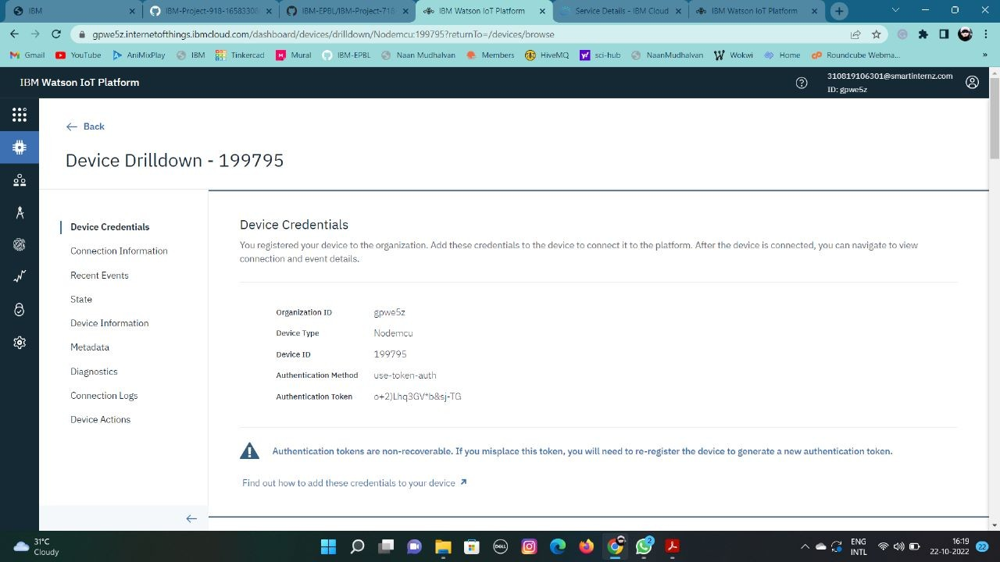 IBM
IBM-Project-918-16583308
IBM-EPBL/IBM-Project-718
IBM Watson IoT Platform
Service Details - IBM Cloud
IBM Watson IoT Platform
gpwe5z.internetofthings.ibmcloud.com/dashboard/devices/drilldown/Nodemcu:199795?returnTo=/devices/browse
Gmail
YouTube
AniMixPlay
IBM
Tinkercad
Mural
IBM-EPBL
Naan Mudhalvan
Members
HiveMQ
sci-hub
NaanMudhalvan
Wokwi
Home
Roundcube Webma...
»
IBM Watson IoT Platform
310819106301@smartinternz.com
ID: gpwe5z
Back
Device Drilldown - 199795
Device Credentials
Connection Information
Recent Events
State
Device Information
Metadata
Diagnostics
Connection Logs
Device Actions
Device Credentials
You registered your device to the organization. Add these credentials to the device to connect it to the platform. After the device is connected, you can navigate to view
connection and event details.
Organization ID gpwe5z
Device Type Nodemcu
Device ID 199795
Authentication Method use-token-auth
Authentication Token o+2)Lhq3GV*b&sj-TG
Authentication tokens are non-recoverable. If you misplace this token, you will need to re-register the device to generate a new authentication token.
Find out how to add these credentials to your device
31°C
Cloudy
DELL
2
ENG
INTL
16:19
22-10-2022
22